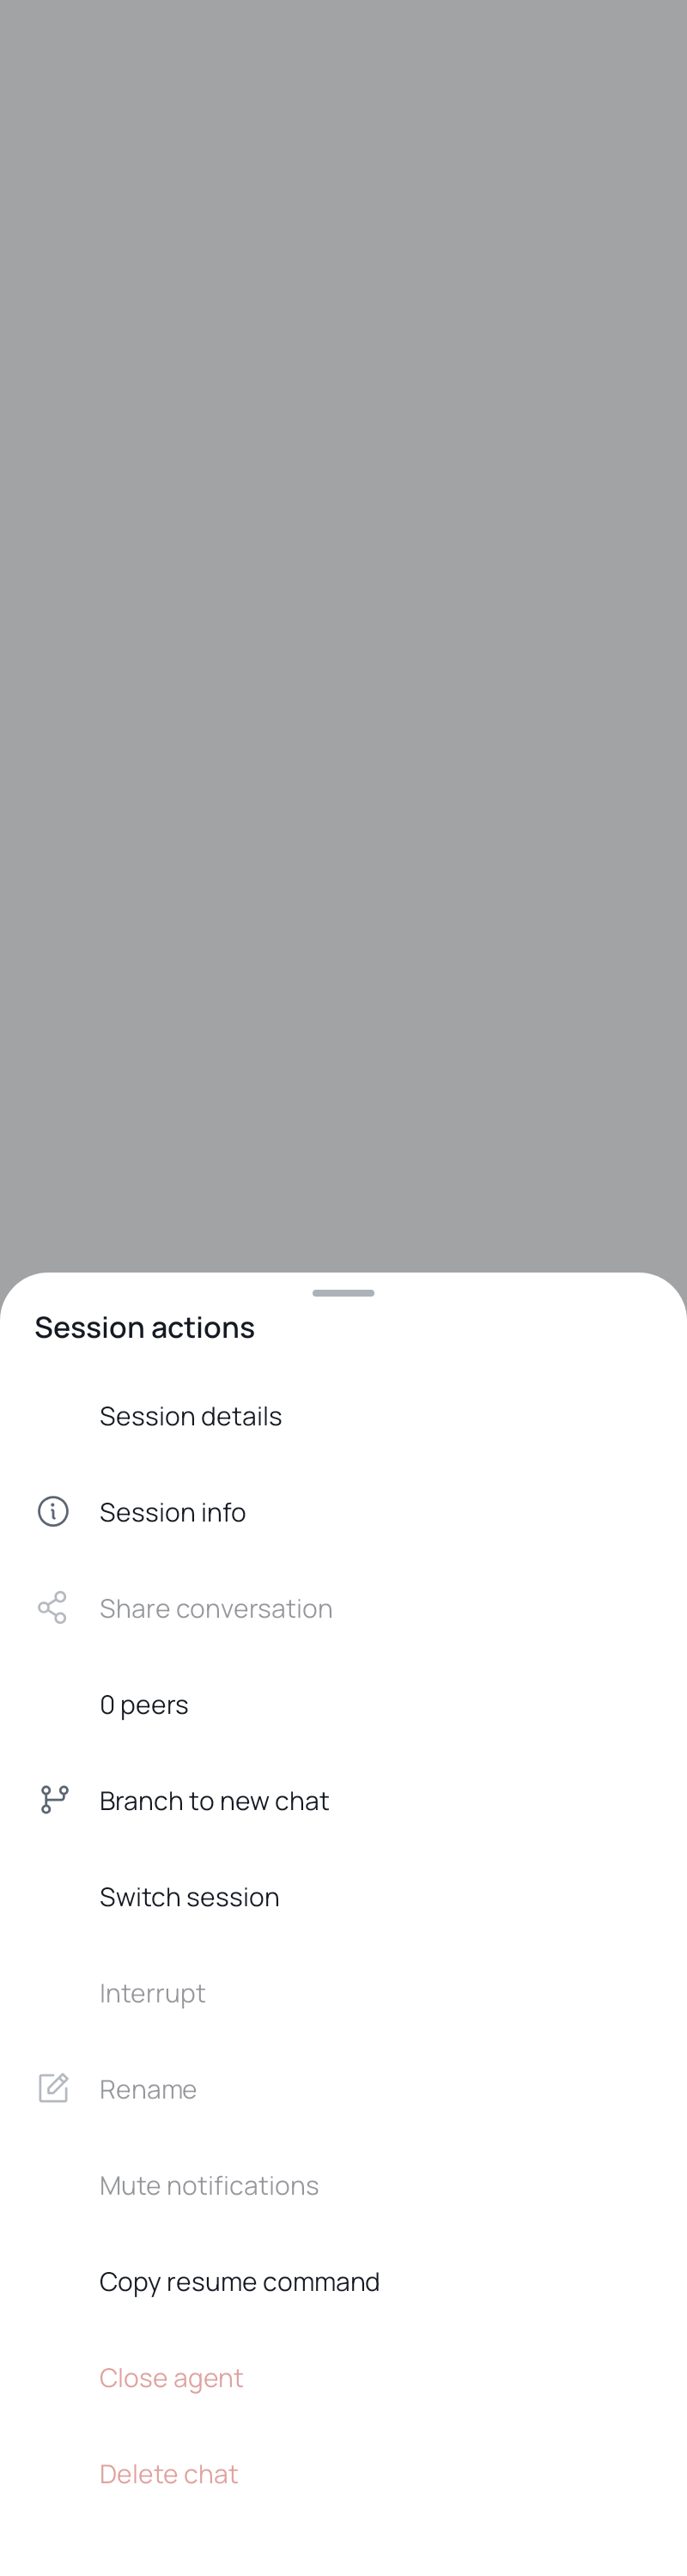 Session actions
Session details
Session info
Share conversation
0 peers
Branch to new chat
Switch session
Interrupt
Rename
Mute notifications
Copy resume command
Close agent
Delete chat